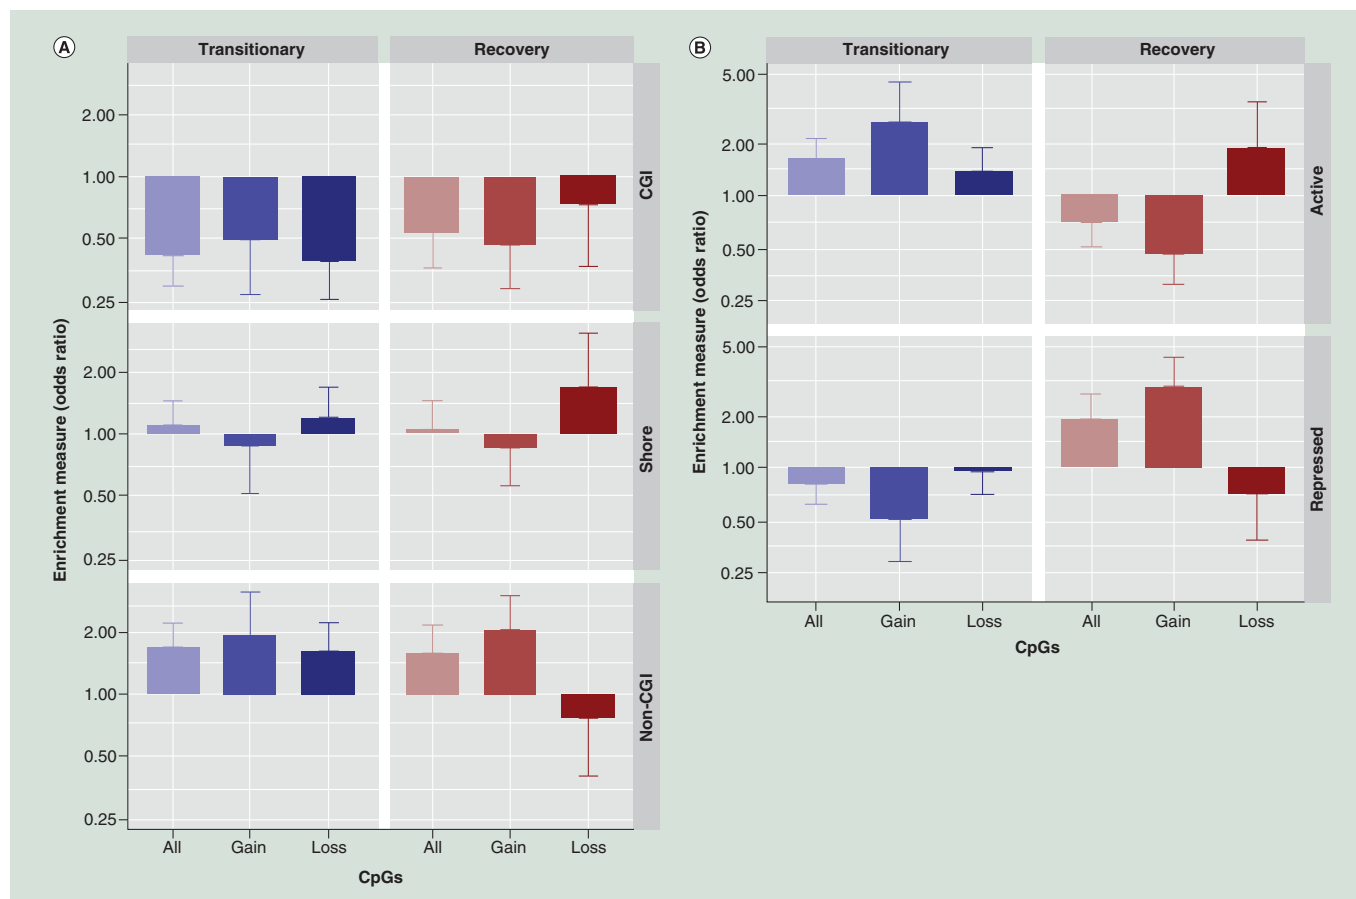 A
Transitionary
Recovery
Enrichment measure (odds ratio)
2.00
1.00
0.50
0.25
CGI
2.00
1.00
0.50
0.25
Shore
2.00
1.00
0.50
0.25
Non-CGI
All
Gain
Loss
All
Gain
Loss
CpGs
B
Transitionary
Recovery
Enrichment measure (odds ratio)
5.00
2.00
1.00
0.50
0.25
Active
5.00
2.00
1.00
0.50
0.25
Repressed
All
Gain
Loss
All
Gain
Loss
CpGs